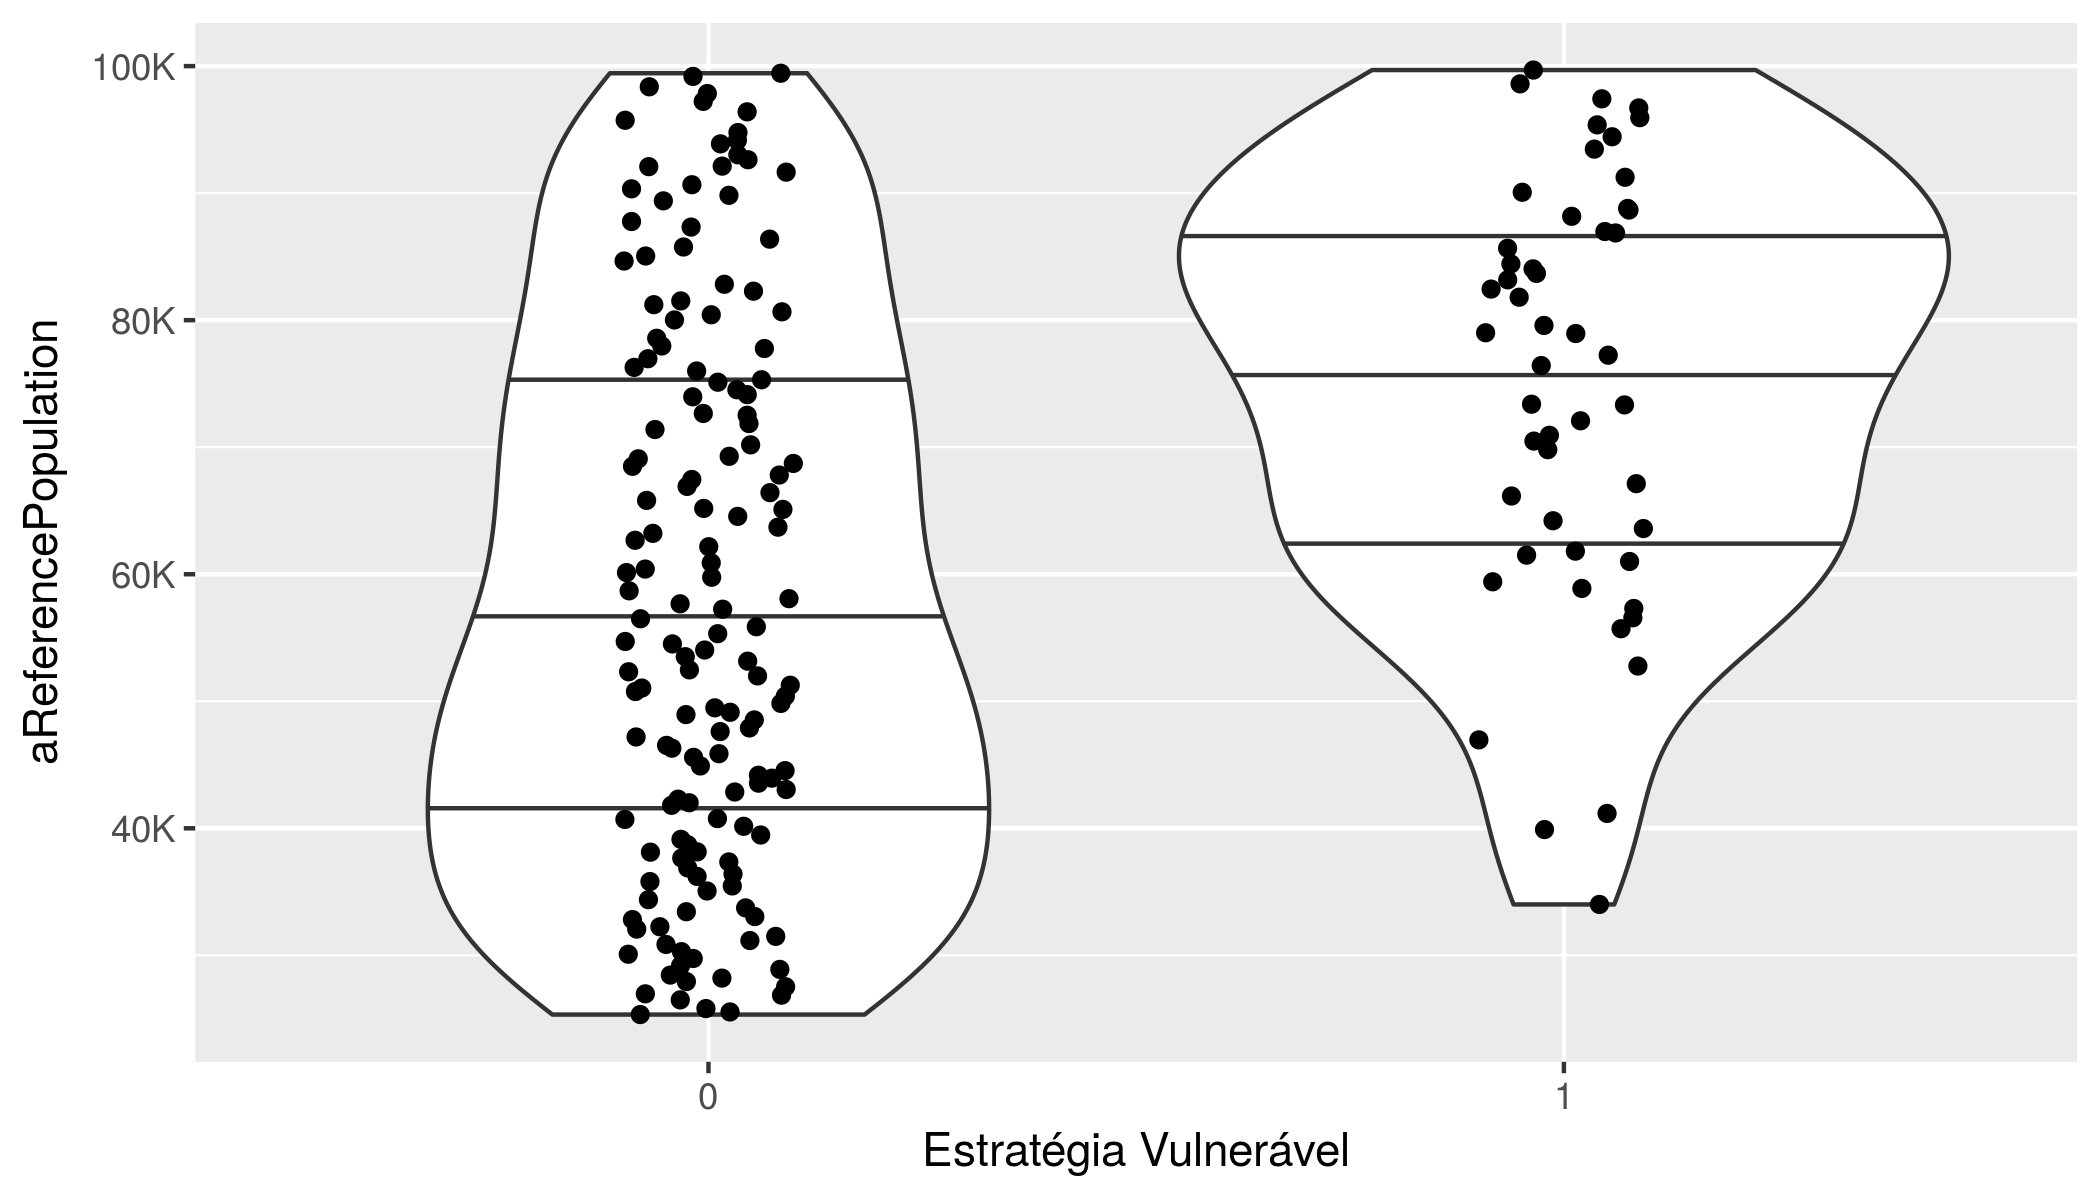 100K
80K
60K
40K
aReferencePopulation
0
1
Estratégia Vulnerável